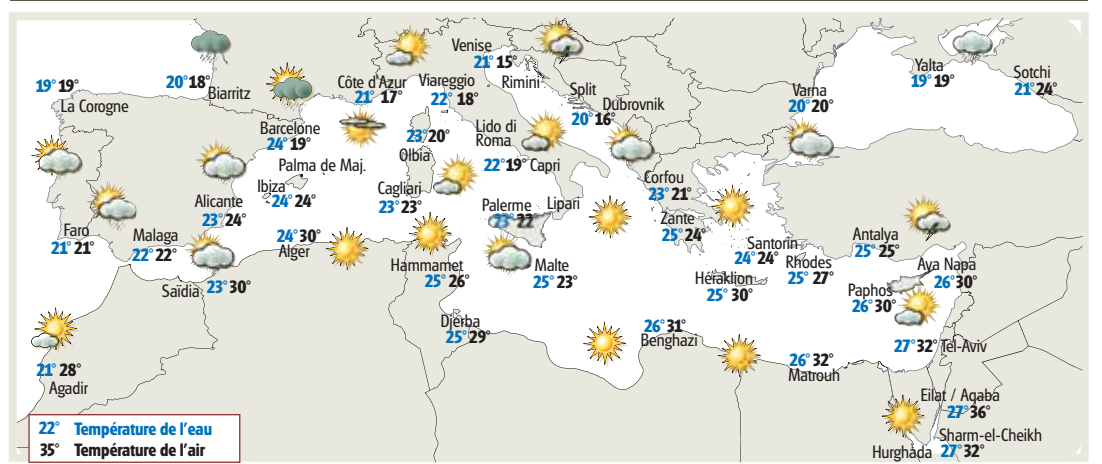 Venise
21° 15°
Rimini
Yalta
19° 19°
Sotchi
21° 24°
19° 19°
La Corogne
20° 18°
Biarritz
Côte d'Azur
21° 17°
Viareggio
22° 18°
Split
20° 16°
Dubrovnik
Varna
20° 20°
Barcelone
24° 19°
23° 20°
Olbia
Lido di
Roma
22° 19° Capri
Palma de Maj.
Ibiza
24° 24°
Cagliari
23° 23°
Corfou
23° 21°
Alicante
23° 24°
Palerme
23° 22°
Lipari
Zante
25° 24°
Faro
21° 21°
Malaga
22° 22°
24° 30°
Alger
Santorin
24° 24°
Rhodes
25° 27°
Antalya
25° 25°
Aya Napa
26° 30°
Saïdia
23° 30°
Hammamet
25° 26°
Malte
25° 23°
Héraklion
25° 30°
Paphos
26° 30°
Djerba
25° 29°
26° 31°
Benghazi
27° 32° Tel-Aviv
21° 28°
Agadir
26° 32°
Matrouh
Eilat / Aqaba
27° 36°
Sharm-el-Cheikh
Hurghada 27° 32°
22° Température de l'eau
35° Température de l'air